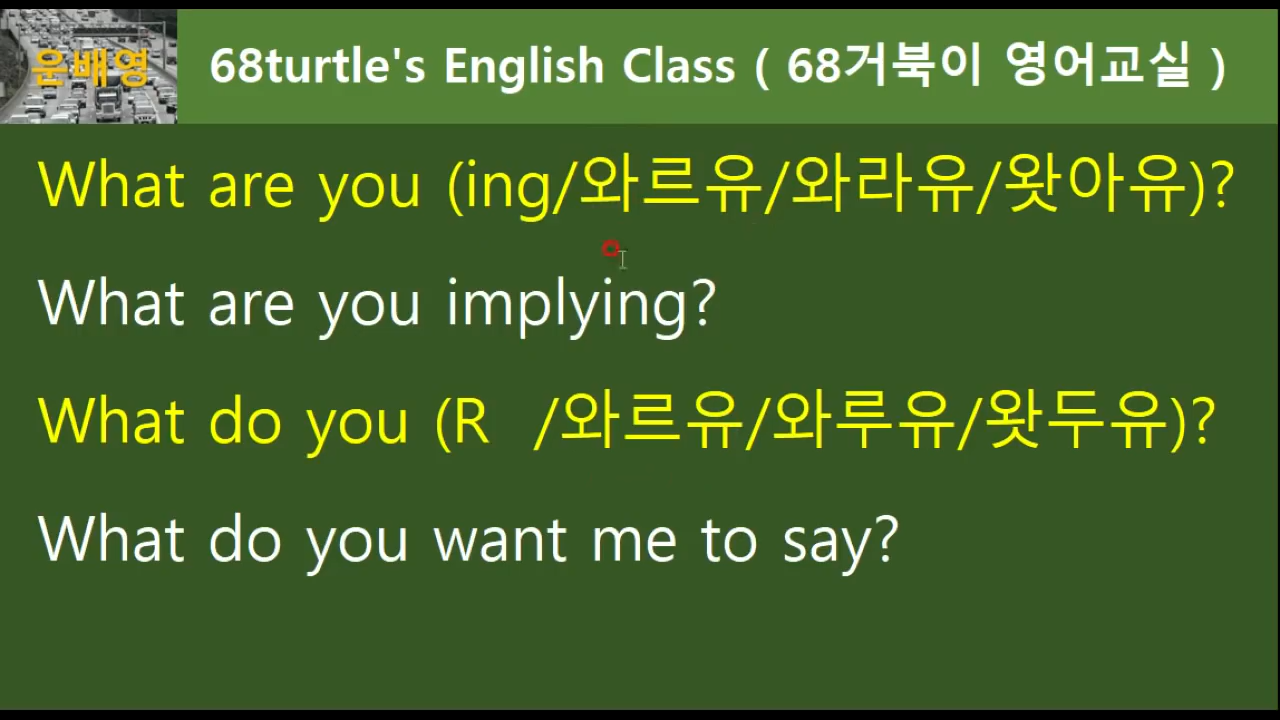 운배영
68turtle's English Class ( 68거북이 영어교실 )
What are you (ing/와르유/와라유/왓아유)?
What are you implying?
What do you (R /와르유/와루유/왓두유)?
What do you want me to say?